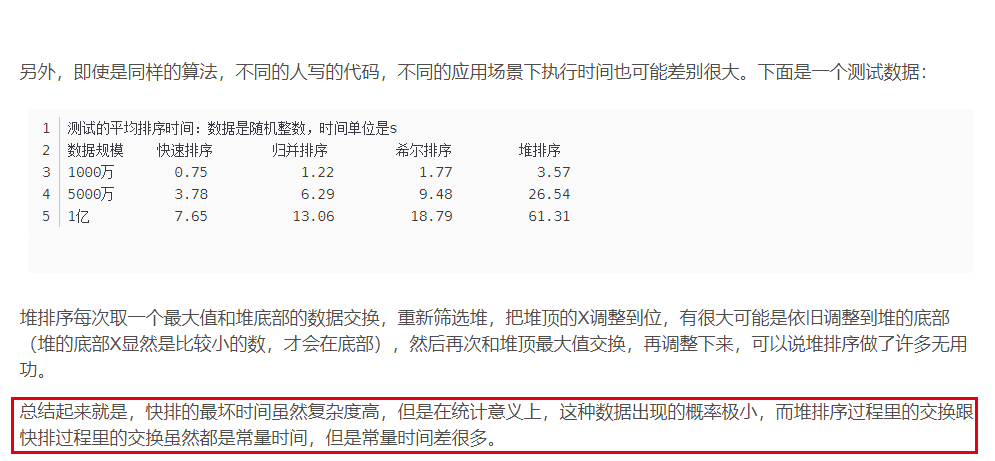 另外，即使是同样的算法，不同的人写的代码，不同的应用场景下执行时间也可能差别很大。下面是一个测试数据：
1 测试的平均排序时间：数据是随机整数，时间单位是s
2 数据规模 快速排序 归并排序 希尔排序 堆排序
3 1000万 0.75 1.22 1.77 3.57
4 5000万 3.78 6.29 9.48 26.54
5 1亿 7.65 13.06 18.79 61.31
堆排序每次取一个最大值和堆底部的数据交换，重新筛选堆，把堆顶的X调整到位，有很大可能是依旧调整到堆的底部
（堆的底部X显然是比较小的数，才会在底部），然后再次和堆顶最大值交换，再调整下来，可以说堆排序做了许多无用
功。
总结起来就是，快排的最坏时间虽然复杂度高，但是在统计意义上，这种数据出现的概率极小，而堆排序过程里的交换跟
快排过程里的交换虽然都是常量时间，但是常量时间差很多。